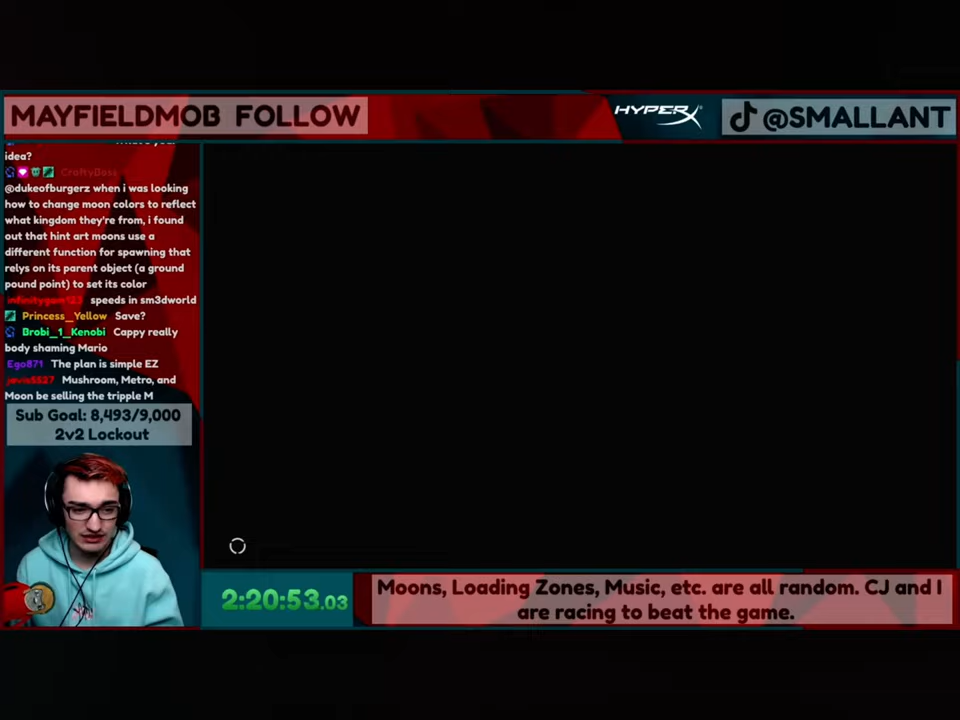 MAYFIELDMOB FOLLOW
HYPERX
@SMALLANT
idea?
CroftyBoss
@dukeofburgerz when i was looking
how to change moon colors to reflect
what kingdom they're from, i found
out that hint art moons use a
different function for spawning that
relies on its parent object (a ground
pound point) to set its color
speeds in sm3dworld
Princess_Yellow Save?
Brobi_1_Kenobi Cappy really
body shaming Mario
Ego871 The plan is simple EZ
Mushroom, Metro, and
Moon be selling the tripple M
Sub Goal: 8,493/9,000
2v2 Lockout
2:20:53.03
Moons, Loading Zones, Music, etc. are all random. CJ and I
are racing to beat the game.